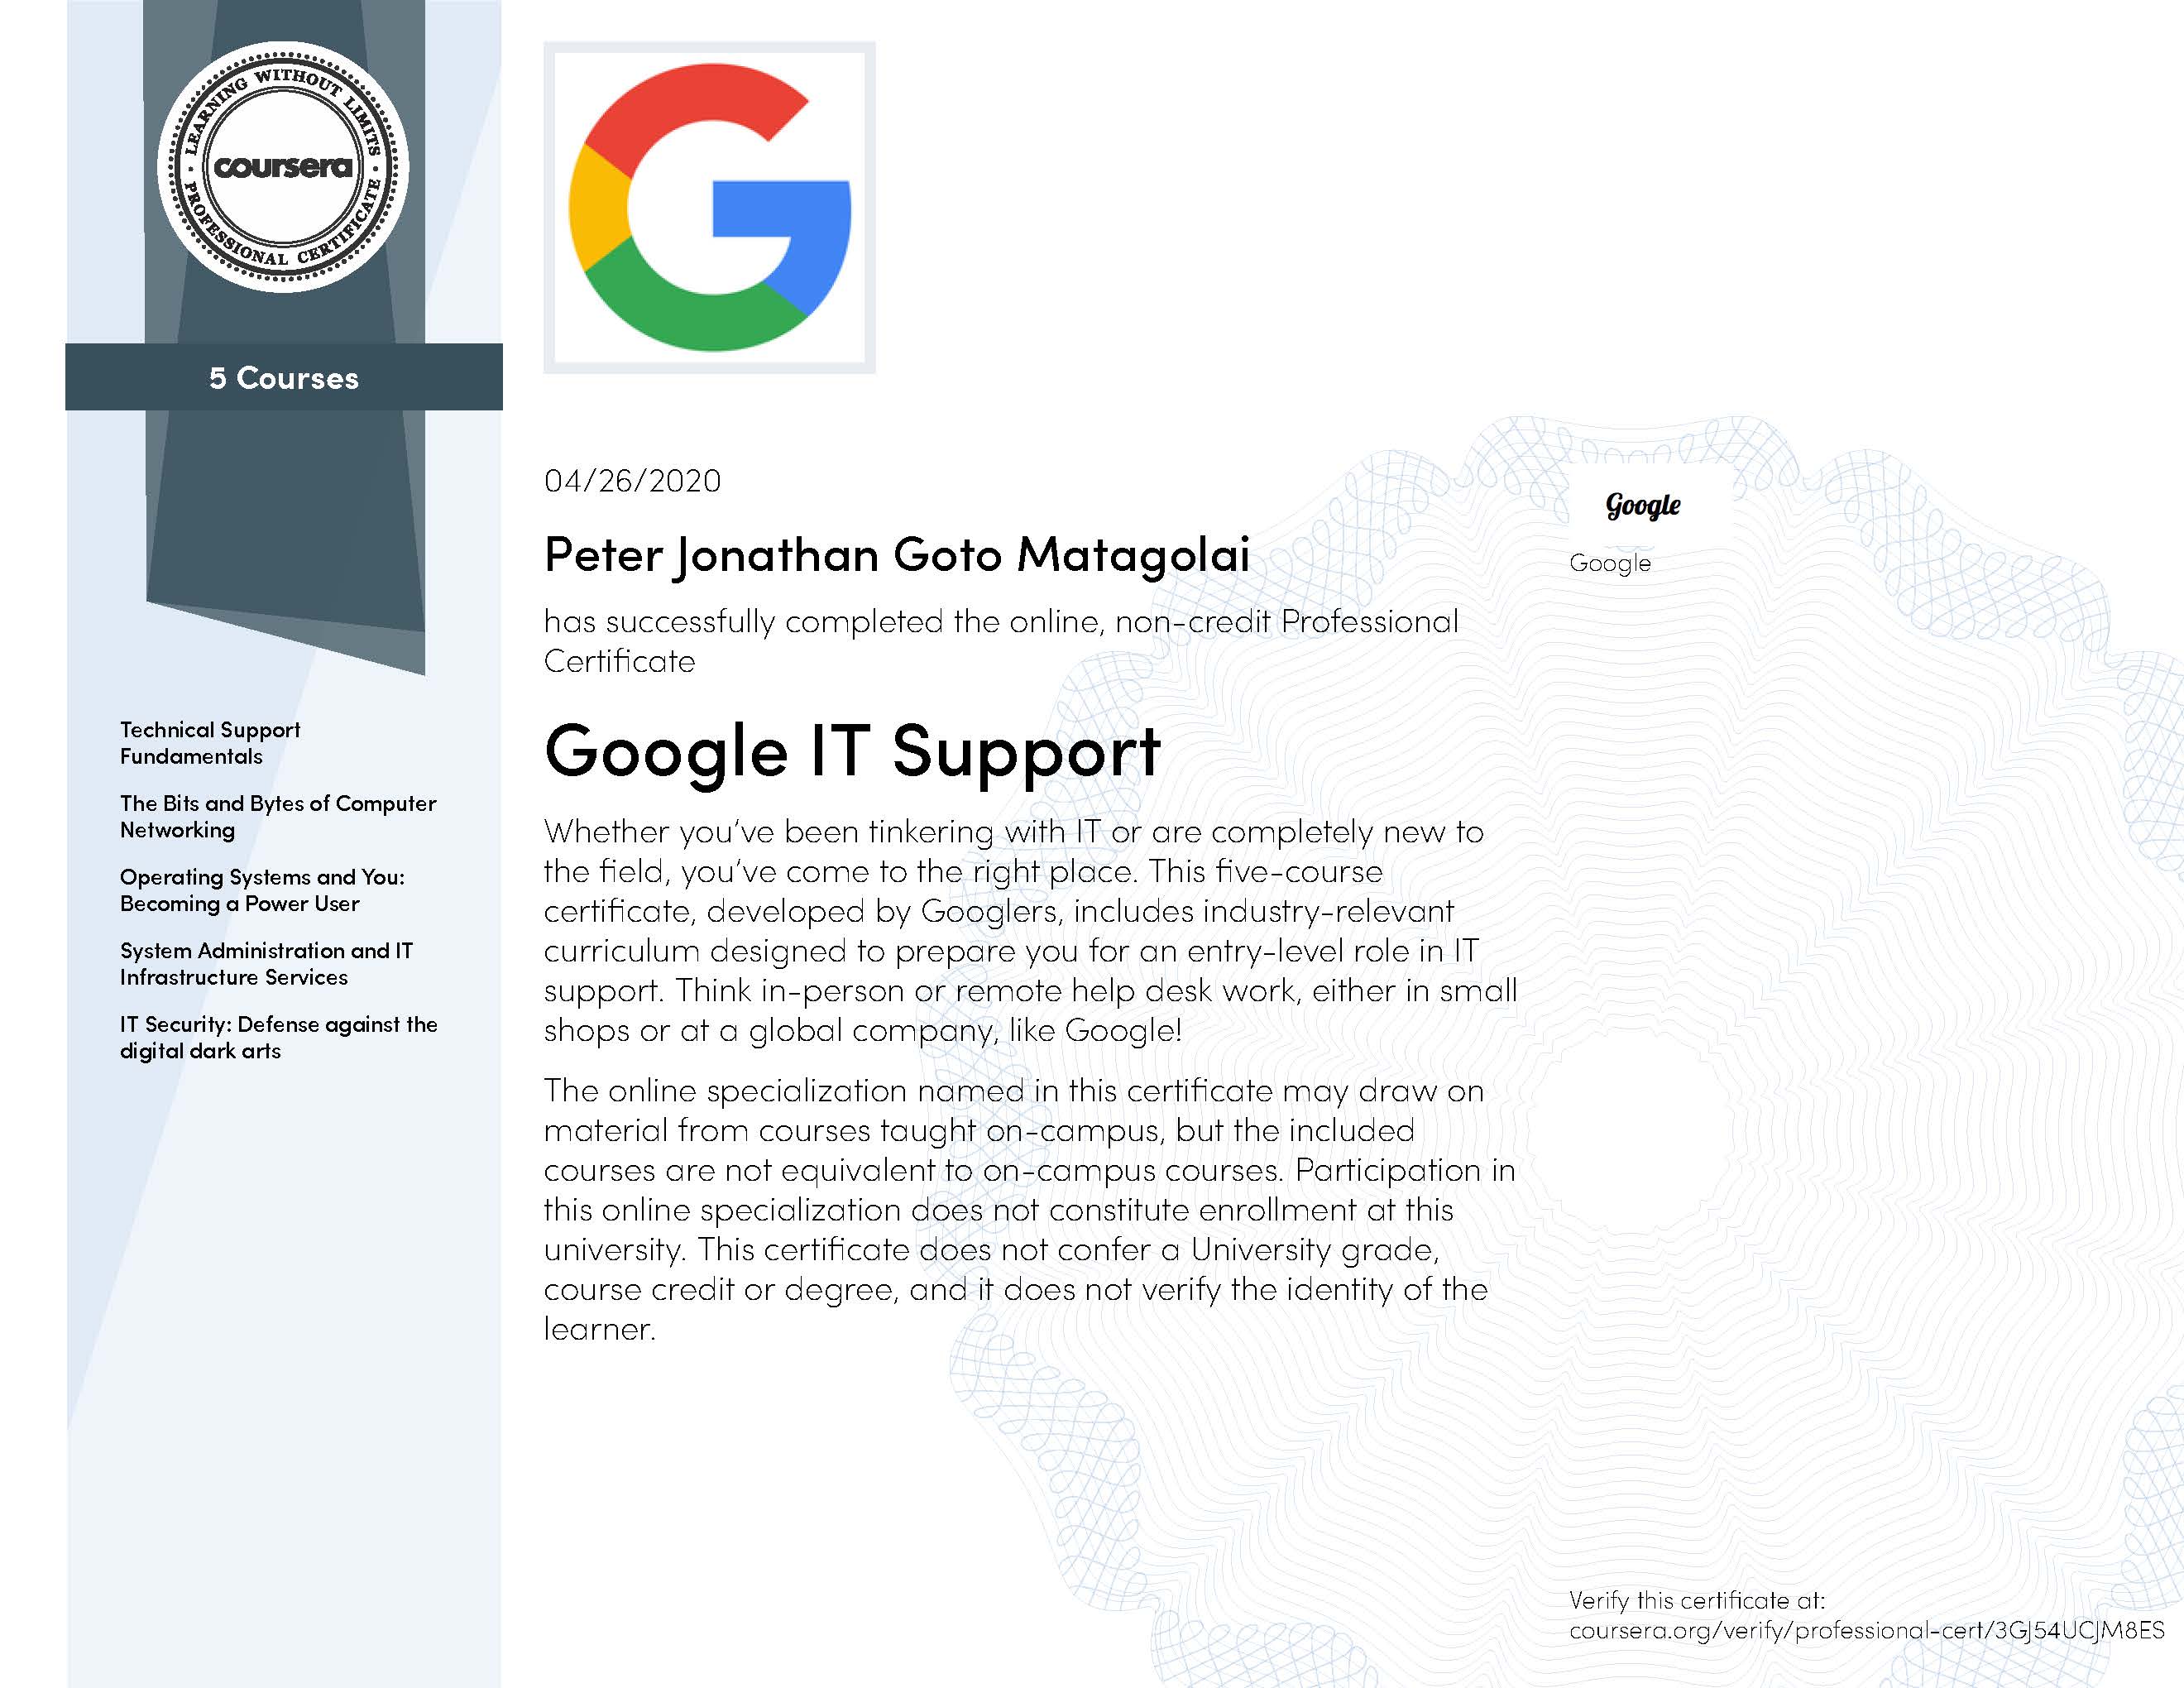 LEARNING WITHOUT LIMITS
coursera
PROFESSIONAL CERTIFICATE
5 Courses
Technical Support
Fundamentals
The Bits and Bytes of Computer
Networking
Operating Systems and You:
Becoming a Power User
System Administration and IT
Infrastructure Services
IT Security: Defense against the
digital dark arts
04/26/2020
Peter Jonathan Goto Matagolai
has successfully completed the online, non-credit Professional
Certificate
Google IT Support
Whether you've been tinkering with IT or are completely new to
the field, you've come to the right place. This five-course
certificate, developed by Googlers, includes industry-relevant
curriculum designed to prepare you for an entry-level role in IT
support. Think in-person or remote help desk work, either in small
shops or at a global company, like Google!
The online specialization named in this certificate may draw on
material from courses taught on-campus, but the included
courses are not equivalent to on-campus courses. Participation in
this online specialization does not constitute enrollment at this
university. This certificate does not confer a University grade,
course credit or degree, and it does not verify the identity of the
learner.
Google
Google
Verify this certificate at:
coursera.org/verify/professional-cert/3GJ54UCJM8ES